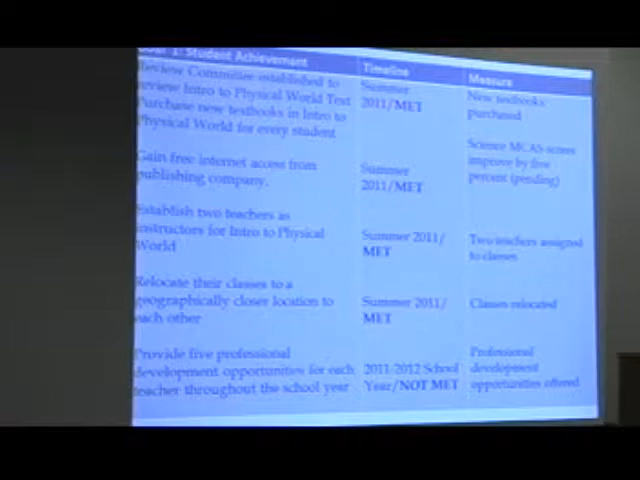 Goal 1: Student Achievement
Timeline
Measure
Review Committee established to
review Intro to Physical World Text
Purchase new textbooks in Intro to
Physical World for every student
Summer
2011/MET
New textbooks
purchased
Science MCAS scores
improve by five
percent (pending)
Gain free internet access from
publishing company.
Summer
2011/MET
Establish two teachers as
instructors for Intro to Physical
World
Summer 2011/
MET
Two teachers assigned
to classes
Relocate their classes to a
geographically closer location to
each other
Summer 2011/
MET
Classes relocated
Provide five professional
development opportunities for each
teacher throughout the school year
2011-2012 School
Year/NOT MET
Professional
development
opportunities offered